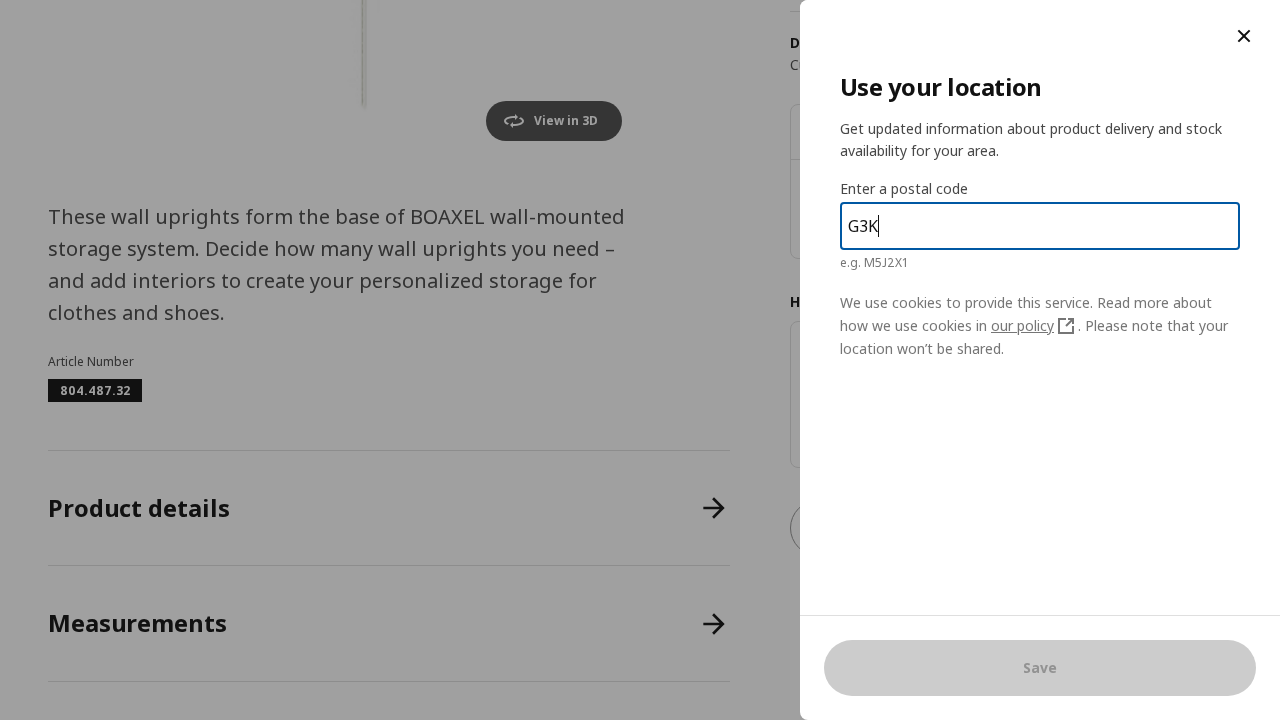 View in 3D
These wall uprights form the base of BOAXEL wall-mounted
storage system. Decide how many wall uprights you need –
and add interiors to create your personalized storage for
clothes and shoes.
Article Number
804.487.32
Product details
Measurements
Use your location
Get updated information about product delivery and stock
availability for your area.
Enter a postal code
G3K
e.g. M5J2X1
We use cookies to provide this service. Read more about
how we use cookies in our policy . Please note that your
location won’t be shared.
Save